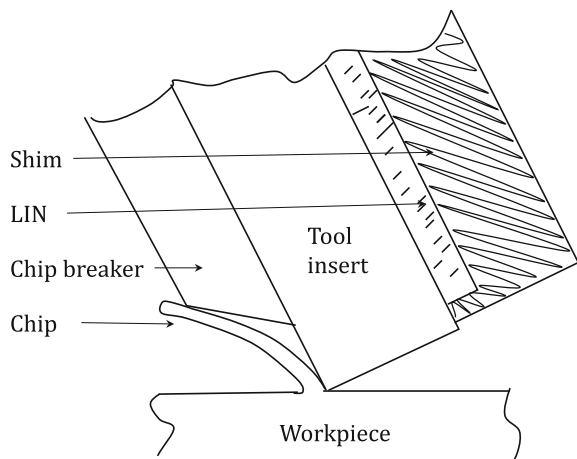 Shim
LIN
Tool
insert
Chip breaker
Chip
Workpiece